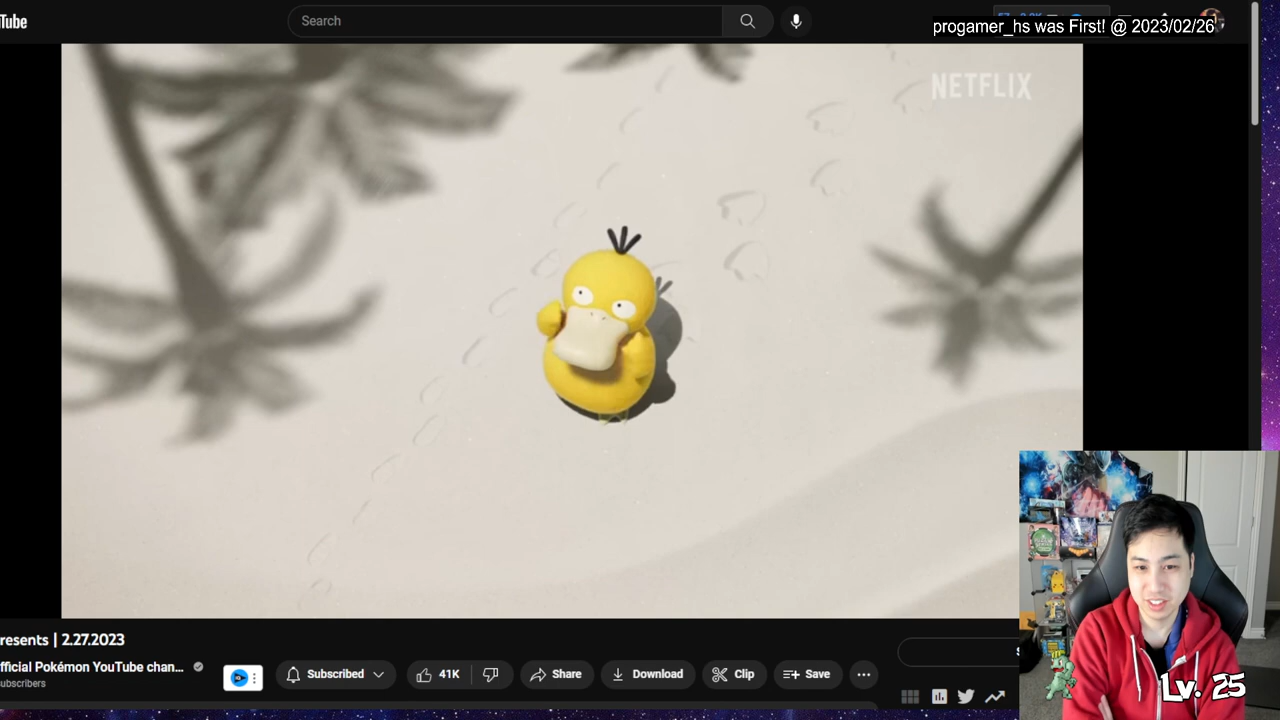 Tube
Search
progamer_hs was First! @ 2023/02/26
NETFLIX
resents | 2.27.2023
fficial Pokémon YouTube chan...
ubscribers
Subscribed
41K
Share
Download
Clip
Save
Lv. 25